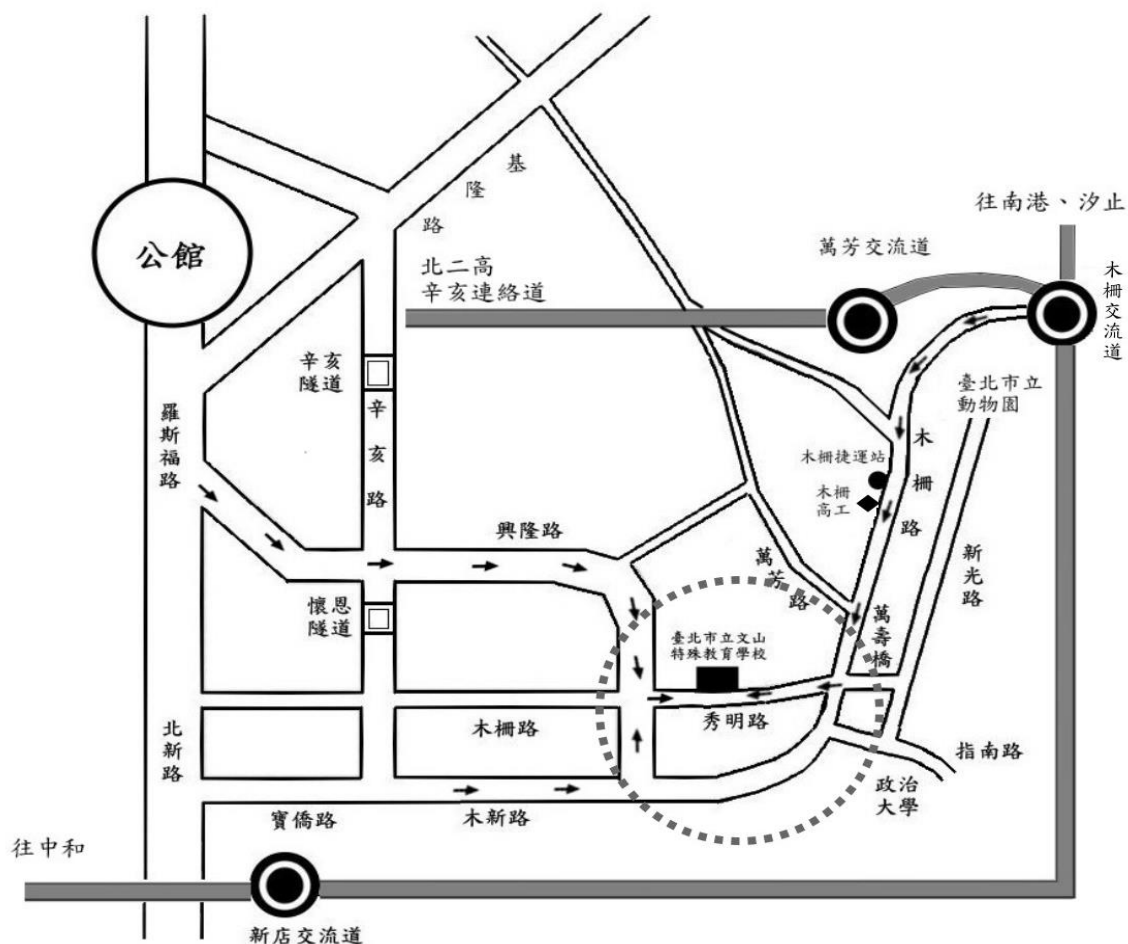 基隆路
往南港、汐止
萬芳交流道
木柵交流道
公館
北二高
辛亥連絡道
辛亥
隧道
臺北市立
動物園
羅斯福路
辛亥路
木柵路
木柵捷運站
木柵
高工
興隆路
新光路
萬芳路
懷恩
隧道
萬壽橋
臺北市立文山
特殊教育學校
北新路
木柵路
秀明路
指南路
政治
大學
寶僑路
木新路
往中和
新店交流道